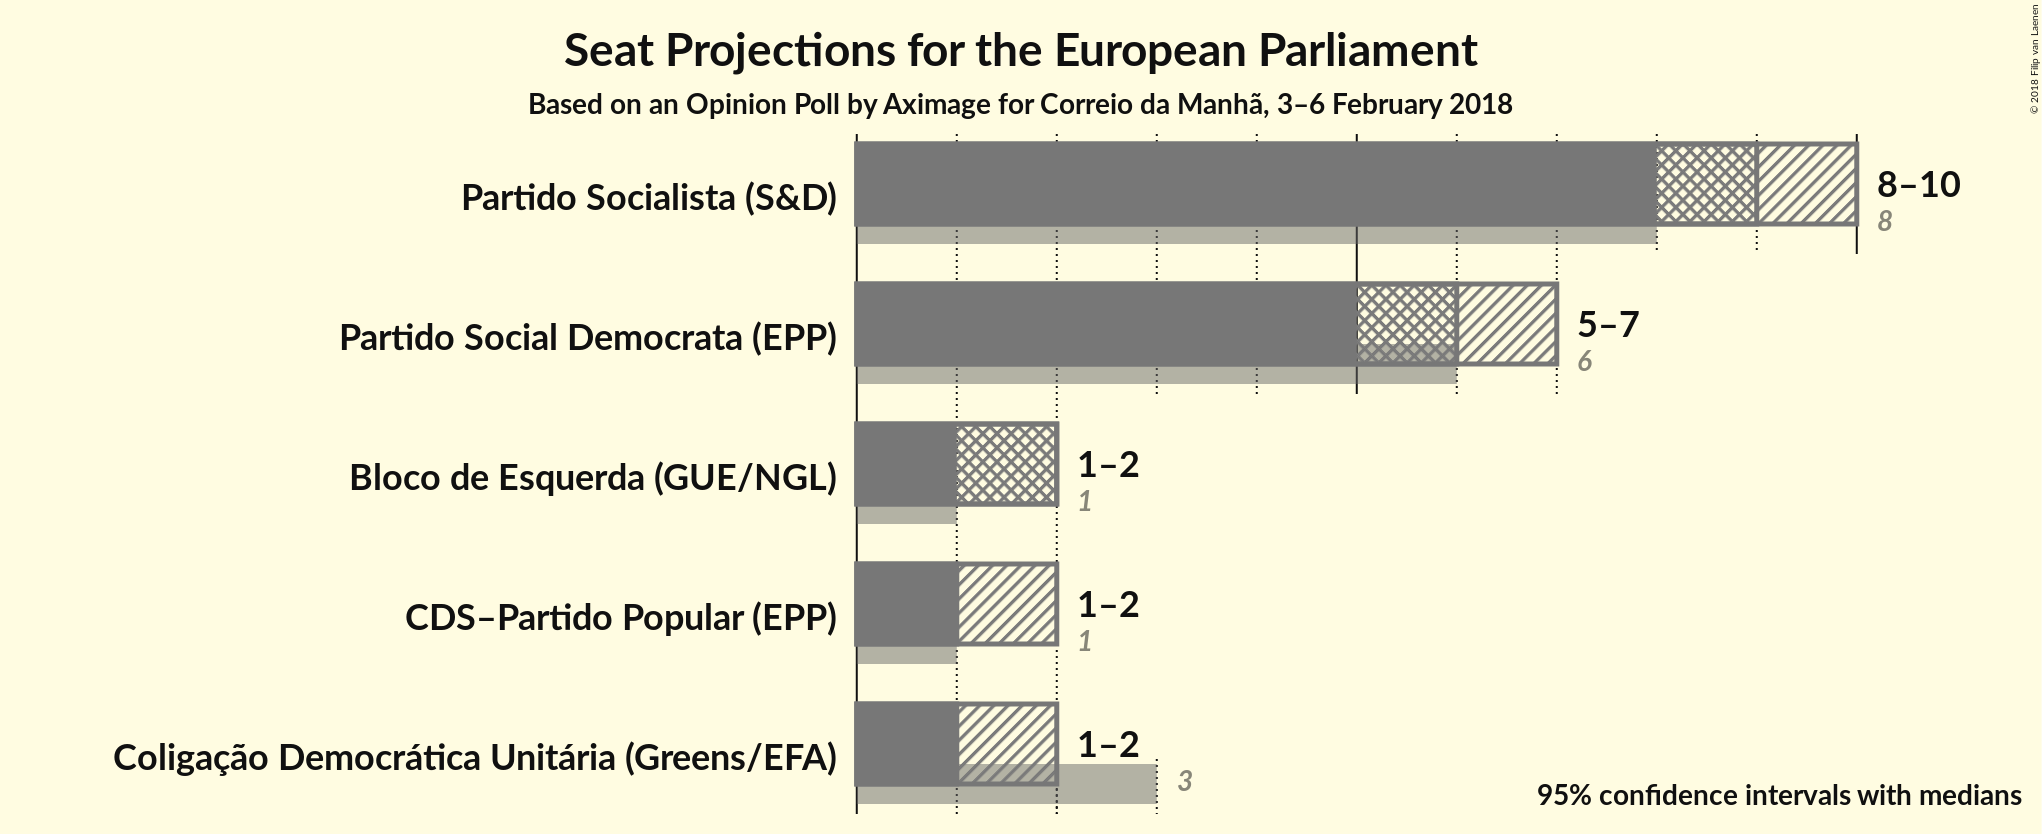 Seat Projections for the European Parliament
Based on an Opinion Poll by Aximage for Correio da Manhã, 3–6 February 2018
© 2018 Filip van Laenen
Partido Socialista (S&D)
8–10
8
Partido Social Democrata (EPP)
5–7
6
Bloco de Esquerda (GUE/NGL)
1–2
1
CDS–Partido Popular (EPP)
1–2
1
Coligação Democrática Unitária (Greens/EFA)
1–2
3
95% confidence intervals with medians